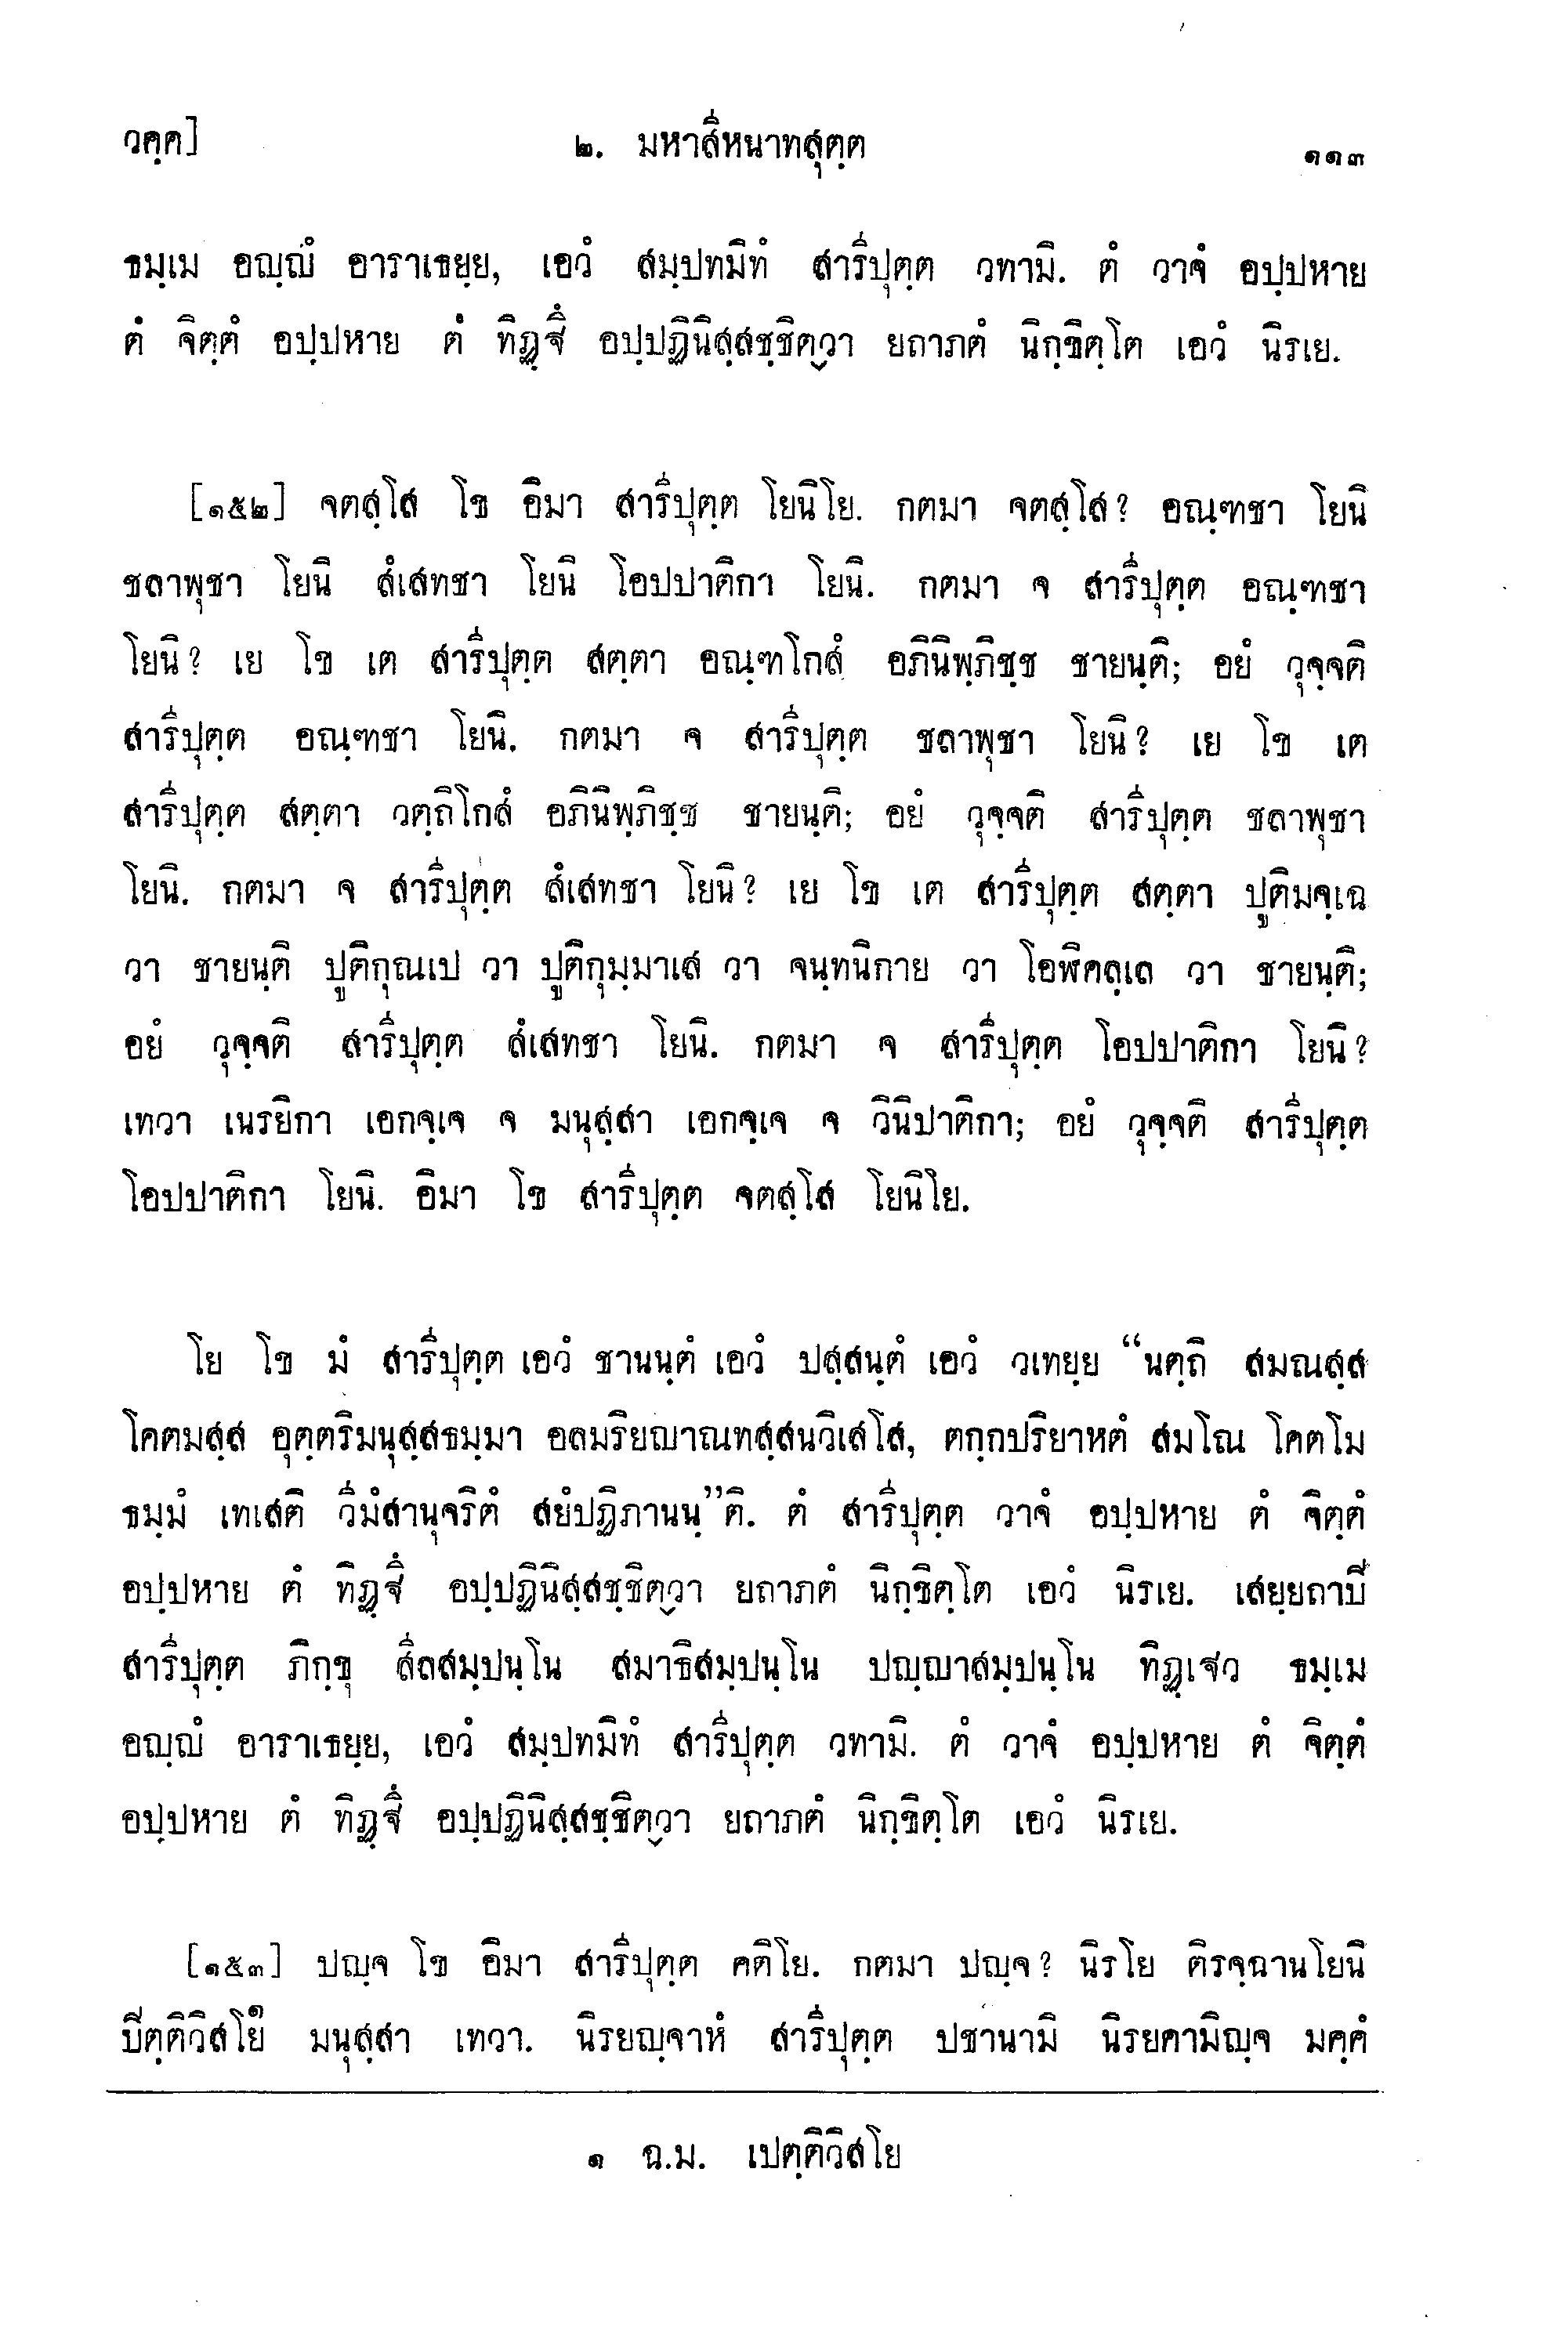 วคฺค]
๒. มหาสีหนาทสุตฺต
๑๑๓
ธมฺเม อญฺญํ อาราเธยฺย, เอวํ สมฺปทมิทํ สารีปุตฺต วทามิ. ตํ วาจํ อปฺปหาย
ตํ จิตฺตํ อปฺปหาย ตํ ทิฏฺฐึ อปฺปฏินิสฺสชฺชิตฺวา ยถาภตํ นิกฺขิตฺโต เอวํ นิรเย.
[๑๕๒] จตสฺโส โข อิมา สารีปุตฺต โยนิโย. กตมา จตสฺโส? อณฺฑชา โยนิ
ชลาพุชา โยนิ สํเสทชา โยนิ โอปปาติกา โยนิ. กตมา จ สารีปุตฺต อณฺฑชา
โยนิ? เย โข เต สารีปุตฺต สตฺตา อณฺฑโกสํ อภินิพฺภิชฺช ชายนฺติ; อยํ วุจฺจติ
สารีปุตฺต อณฺฑชา โยนิ. กตมา จ สารีปุตฺต ชลาพุชา โยนิ? เย โข เต
สารีปุตฺต สตฺตา วตฺถิโกสํ อภินิพฺภิชฺช ชายนฺติ; อยํ วุจฺจติ สารีปุตฺต ชลาพุชา
โยนิ. กตมา จ สารีปุตฺต สํเสทชา โยนิ? เย โข เต สารีปุตฺต สตฺตา ปูติมจฺเฉ
วา ชายนฺติ ปูติกุณเป วา ปูติกุมฺมาเส วา จนฺทนิกาย วา โอฬิคลฺเล วา ชายนฺติ;
อยํ วุจฺจติ สารีปุตฺต สํเสทชา โยนิ. กตมา จ สารีปุตฺต โอปปาติกา โยนิ?
เทวา เนรยิกา เอกจฺเจ จ มนุสฺสา เอกจฺเจ จ วินิปาติกา; อยํ วุจฺจติ สารีปุตฺต
โอปปาติกา โยนิ. อิมา โข สารีปุตฺต จตสฺโส โยนิโย.
โย โข มํ สารีปุตฺต เอวํ ชานนฺตํ เอวํ ปสฺสนฺตํ เอวํ วเทยฺย “นตฺถิ สมณสฺส
โคตมสฺส อุตฺตริมนุสฺสธมฺมา อลมริยญาณทสฺสนวิเสโส, ตกฺกปริยาหตํ สมโณ โคตโม
ธมฺมํ เทเสติ วีมํสานุจริตํ สยํปฏิภานนฺ”ติ. ตํ สารีปุตฺต วาจํ อปฺปหาย ตํ จิตฺตํ
อปฺปหาย ตํ ทิฏฺฐึ อปฺปฏินิสฺสชฺชิตฺวา ยถาภตํ นิกฺขิตฺโต เอวํ นิรเย. เสยฺยถาปี
สารีปุตฺต ภิกฺขุ สีลสมฺปนฺโน สมาธิสมฺปนฺโน ปญฺญาสมฺปนฺโน ทิฏฺเฐว ธมฺเม
อญฺญํ อาราเธยฺย, เอวํ สมฺปทมิทํ สารีปุตฺต วทามิ. ตํ วาจํ อปฺปหาย ตํ จิตฺตํ
อปฺปหาย ตํ ทิฏฺฐึ อปฺปฏินิสฺสชฺชิตฺวา ยถาภตํ นิกฺขิตฺโต เอวํ นิรเย.
[๑๕๓] ปญฺจ โข อิมา สารีปุตฺต คติโย. กตมา ปญฺจ? นิรโย ติรจฺฉานโยนิ
ปีตฺติวิสโย๑ มนุสฺสา เทวา. นิรยญฺจาหํ สารีปุตฺต ปชานามิ นิรยคามิญฺจ มคฺคํ
๑ ฉ.ม. เปตฺติวิสโย